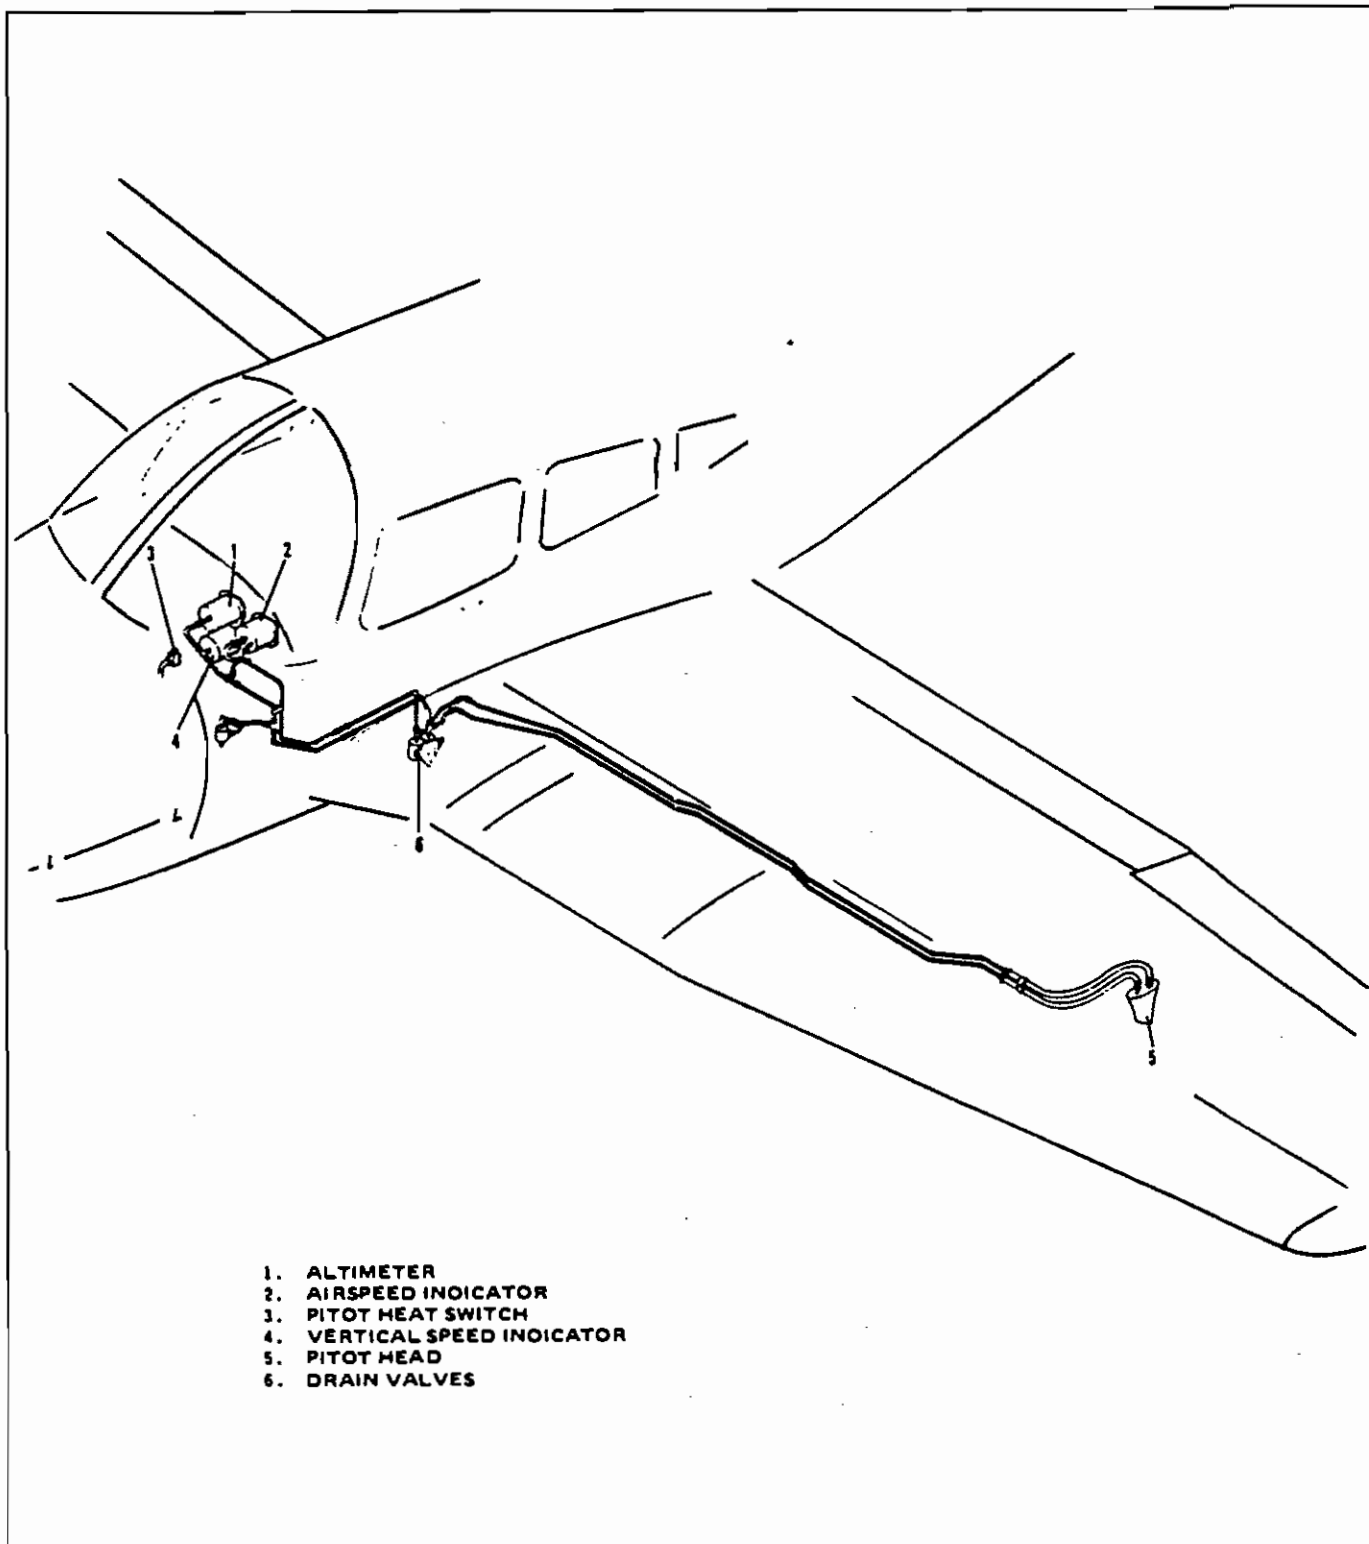 3
1
2
4
6
5
1. ALTIMETER
2. AIRSPEED INOICATOR
3. PITOT HEAT SWITCH
4. VERTICAL SPEED INOICATOR
5. PITOT HEAD
6. DRAIN VALVES